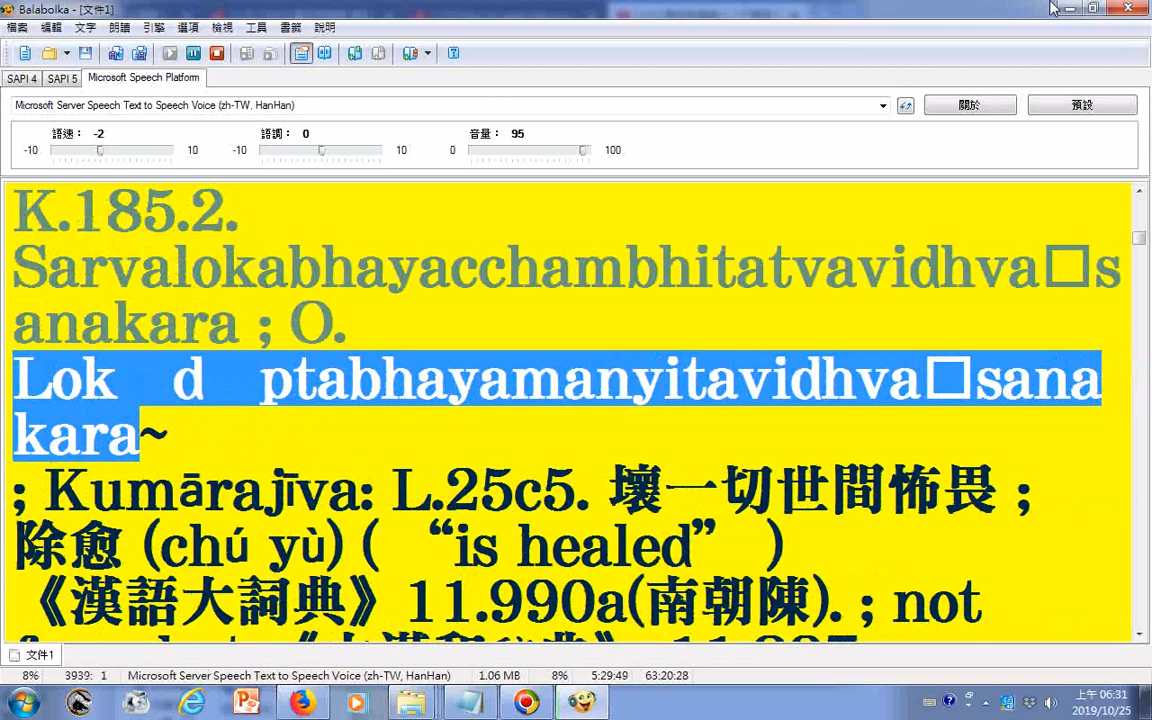 Balabolka - [文件1]
檔案 編輯 文字 朗讀 引擎 選項 檢視 工具 書籤 說明
SAPI 4 SAPI 5 Microsoft Speech Platform
Microsoft Server Speech Text to Speech Voice (zh-TW, HanHan) 關於 預設
語速： -2 語調： 0 音量： 95
-10 10 -10 10 0 100
K.185.2.
Sarvalokabhayacchambhitatvavidhva□s
anakara ; O.
Lok d ptabhayamanyitavidhva□sana
kara~
; Kumārajīva: L.25c5. 壞一切世間怖畏 ;
除愈 (chú yù) ( “is healed” )
《漢語大詞典》 11.990a(南朝陳). ; not
文件1
8% 3939: 1 Microsoft Server Speech Text to Speech Voice (zh-TW, HanHan) 1.06 MB 8% 5:29:49 63:20:28
上午 06:31
2019/10/25